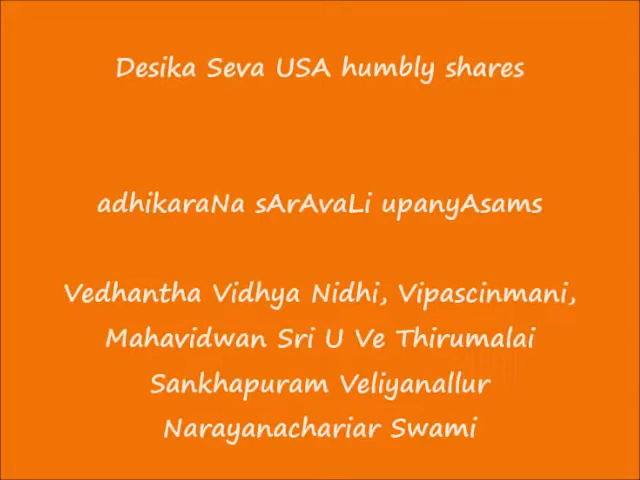 Desika Seva USA humbly shares
adhikaraNa sArAvaLi upanyAsams
Vedhantha Vidhya Nidhi, Vipascinmani,
Mahavidwan Sri U Ve Thirumalai
Sankhapuram Veliyanallur
Narayanachariar Swami